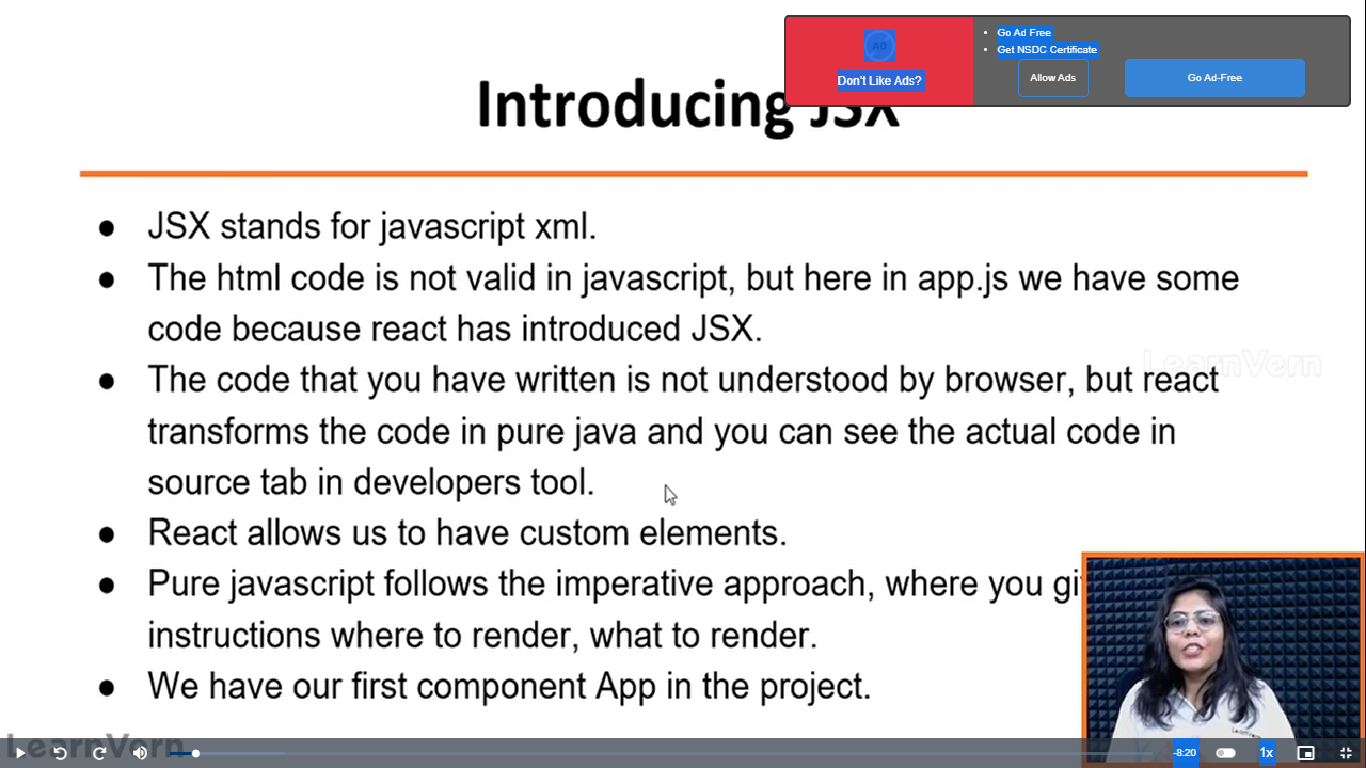 AD
Don't Like Ads?
• Go Ad Free
• Get NSDC Certificate
Allow Ads
Go Ad-Free
Introducing JSX
● JSX stands for javascript xml.
● The html code is not valid in javascript, but here in app.js we have some
code because react has introduced JSX.
LearnVern
● The code that you have written is not understood by browser, but react
transforms the code in pure java and you can see the actual code in
source tab in developers tool.
● React allows us to have custom elements.
● Pure javascript follows the imperative approach, where you gi
instructions where to render, what to render.
● We have our first component App in the project.
LearnVern
-8:20
1x